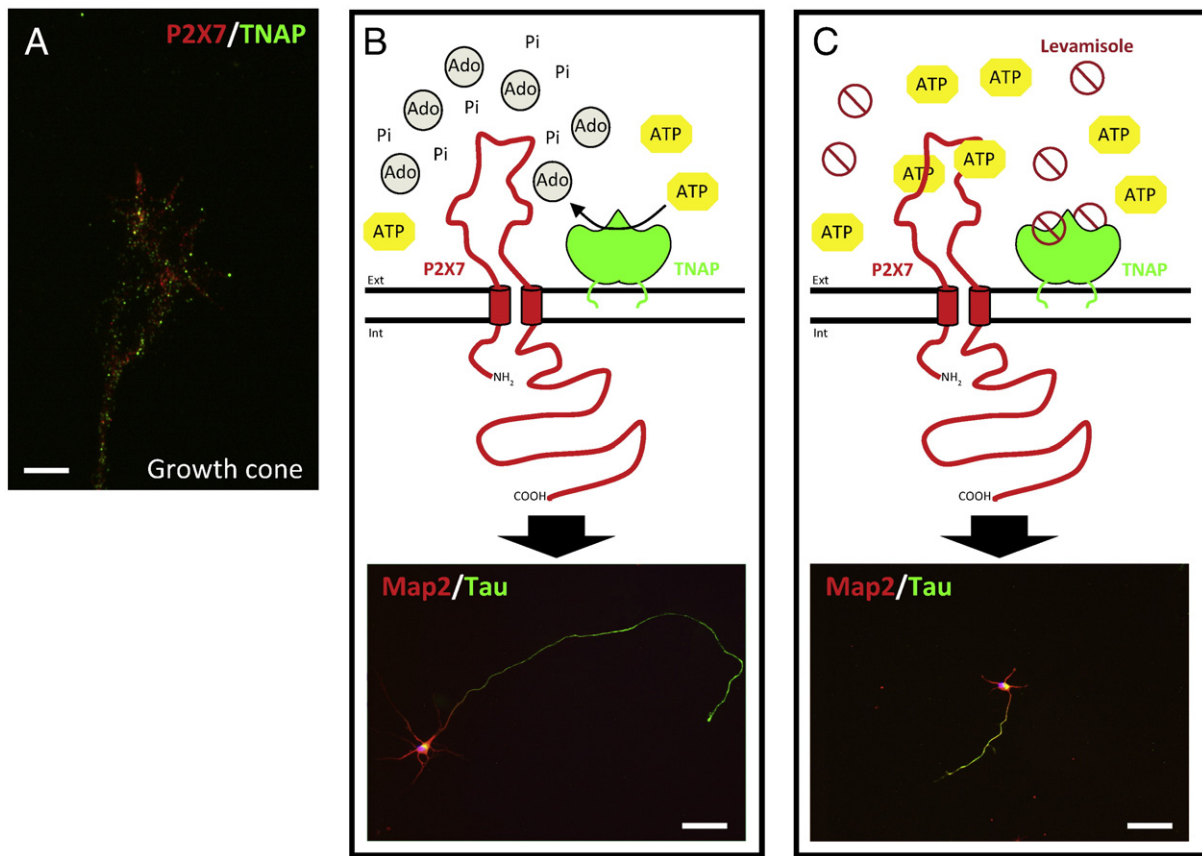 A
P2X7/TNAP
Growth cone
B
Pi
Ado
Pi
Ado
Ado
Pi
Ado
Pi
Pi
Ado
ATP
Ado
Ado
ATP
ATP
P2X7
TNAP
Ext
Int
NH2
COOH
Map2/Tau
C
Levamisole
ATP
ATP
ATP
ATP
ATP
ATP
ATP
P2X7
TNAP
Ext
Int
NH2
COOH
Map2/Tau